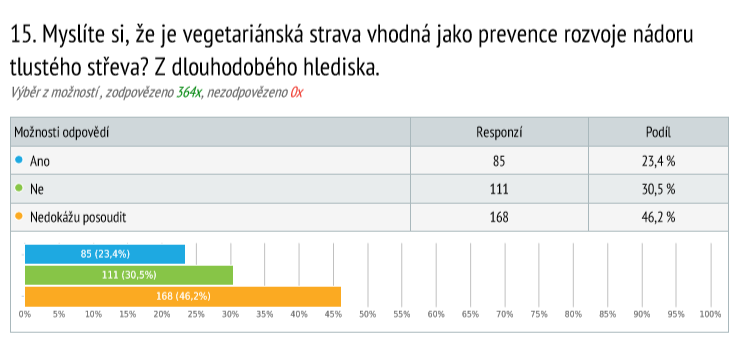 15. Myslíte si, že je vegetariánská strava vhodná jako prevence rozvoje nádoru
tlustého střeva? Z dlouhodobého hlediska.
Výběr z možností, zodpovězeno 364x, nezodpovězeno 0x
Možnosti odpovědí Responzí Podíl
Ano 85 23,4 %
Ne 111 30,5 %
Nedokážu posoudit 168 46,2 %
85 (23,4%)
111 (30,5%)
168 (46,2%)
0% 5% 10% 15% 20% 25% 30% 35% 40% 45% 50% 55% 60% 65% 70% 75% 80% 85% 90% 95% 100%